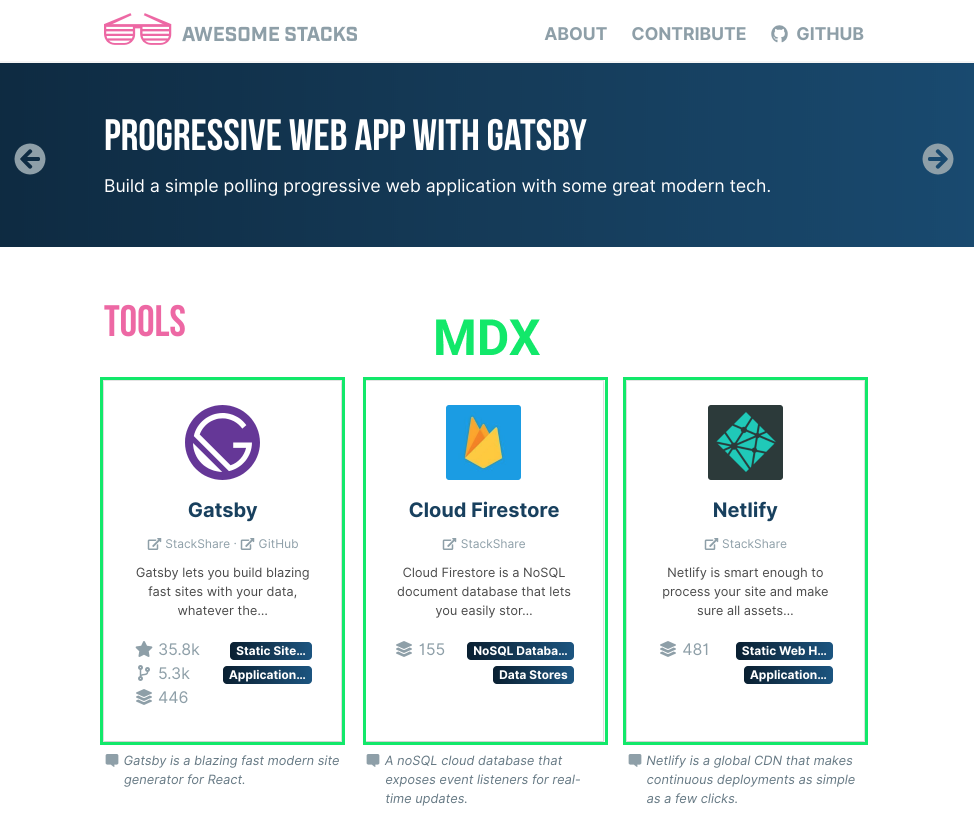 AWESOME STACKS
ABOUT
CONTRIBUTE
GITHUB
PROGRESSIVE WEB APP WITH GATSBY
Build a simple polling progressive web application with some great modern tech.
TOOLS
MDX
Gatsby
StackShare · GitHub
Gatsby lets you build blazing
fast sites with your data,
whatever the...
35.8k
Static Site...
5.3k
Application...
446
Gatsby is a blazing fast modern site
generator for React.
Cloud Firestore
StackShare
Cloud Firestore is a NoSQL
document database that lets
you easily stor...
155
NoSQL Databa...
Data Stores
A noSQL cloud database that
exposes event listeners for real-
time updates.
Netlify
StackShare
Netlify is smart enough to
process your site and make
sure all assets...
481
Static Web H...
Application...
Netlify is a global CDN that makes
continuous deployments as simple
as a few clicks.